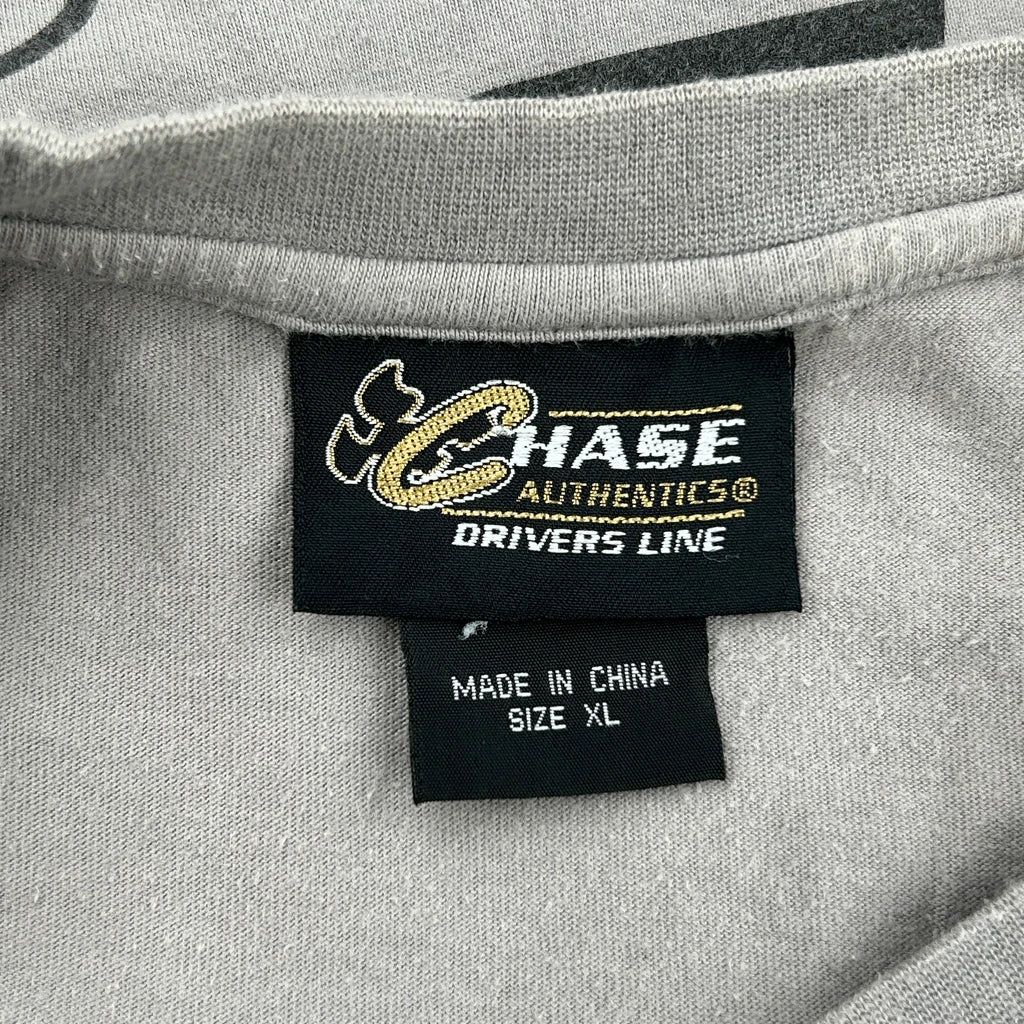 CHASE
AUTHENTICS®
DRIVERS LINE
MADE IN CHINA
SIZE XL